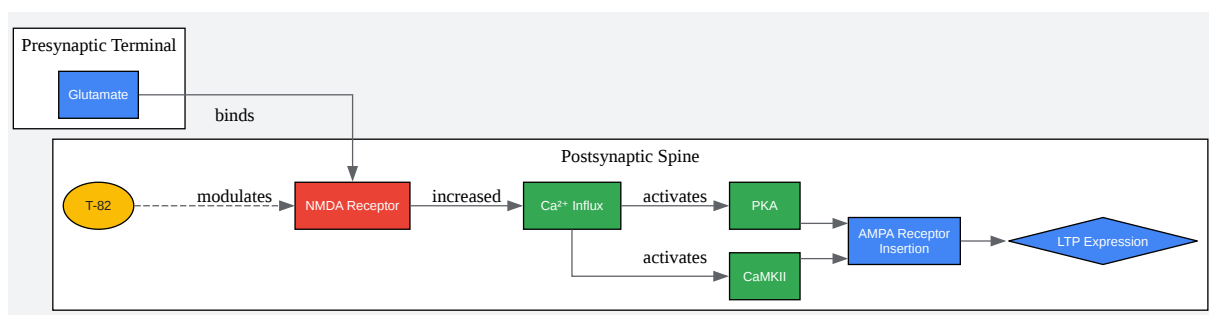 Presynaptic Terminal
Glutamate
binds
Postsynaptic Spine
T-82
modulates
NMDA Receptor
increased
Ca²⁺ Influx
activates
PKA
activates
CaMKII
AMPA Receptor
Insertion
LTP Expression